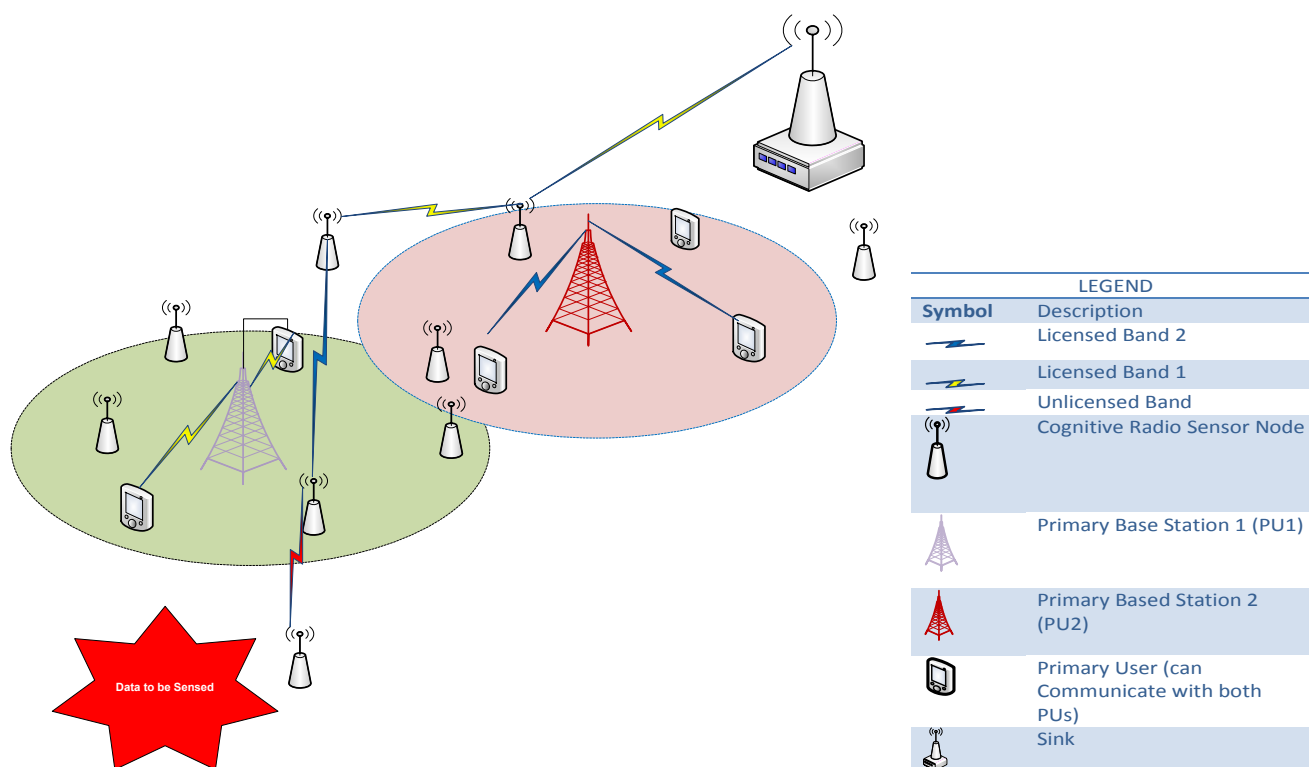 Data to be Sensed
LEGEND
Symbol Description
Licensed Band 2
Licensed Band 1
Unlicensed Band
Cognitive Radio Sensor Node
Primary Base Station 1 (PU1)
Primary Based Station 2
(PU2)
Primary User (can
Communicate with both
PUs)
Sink